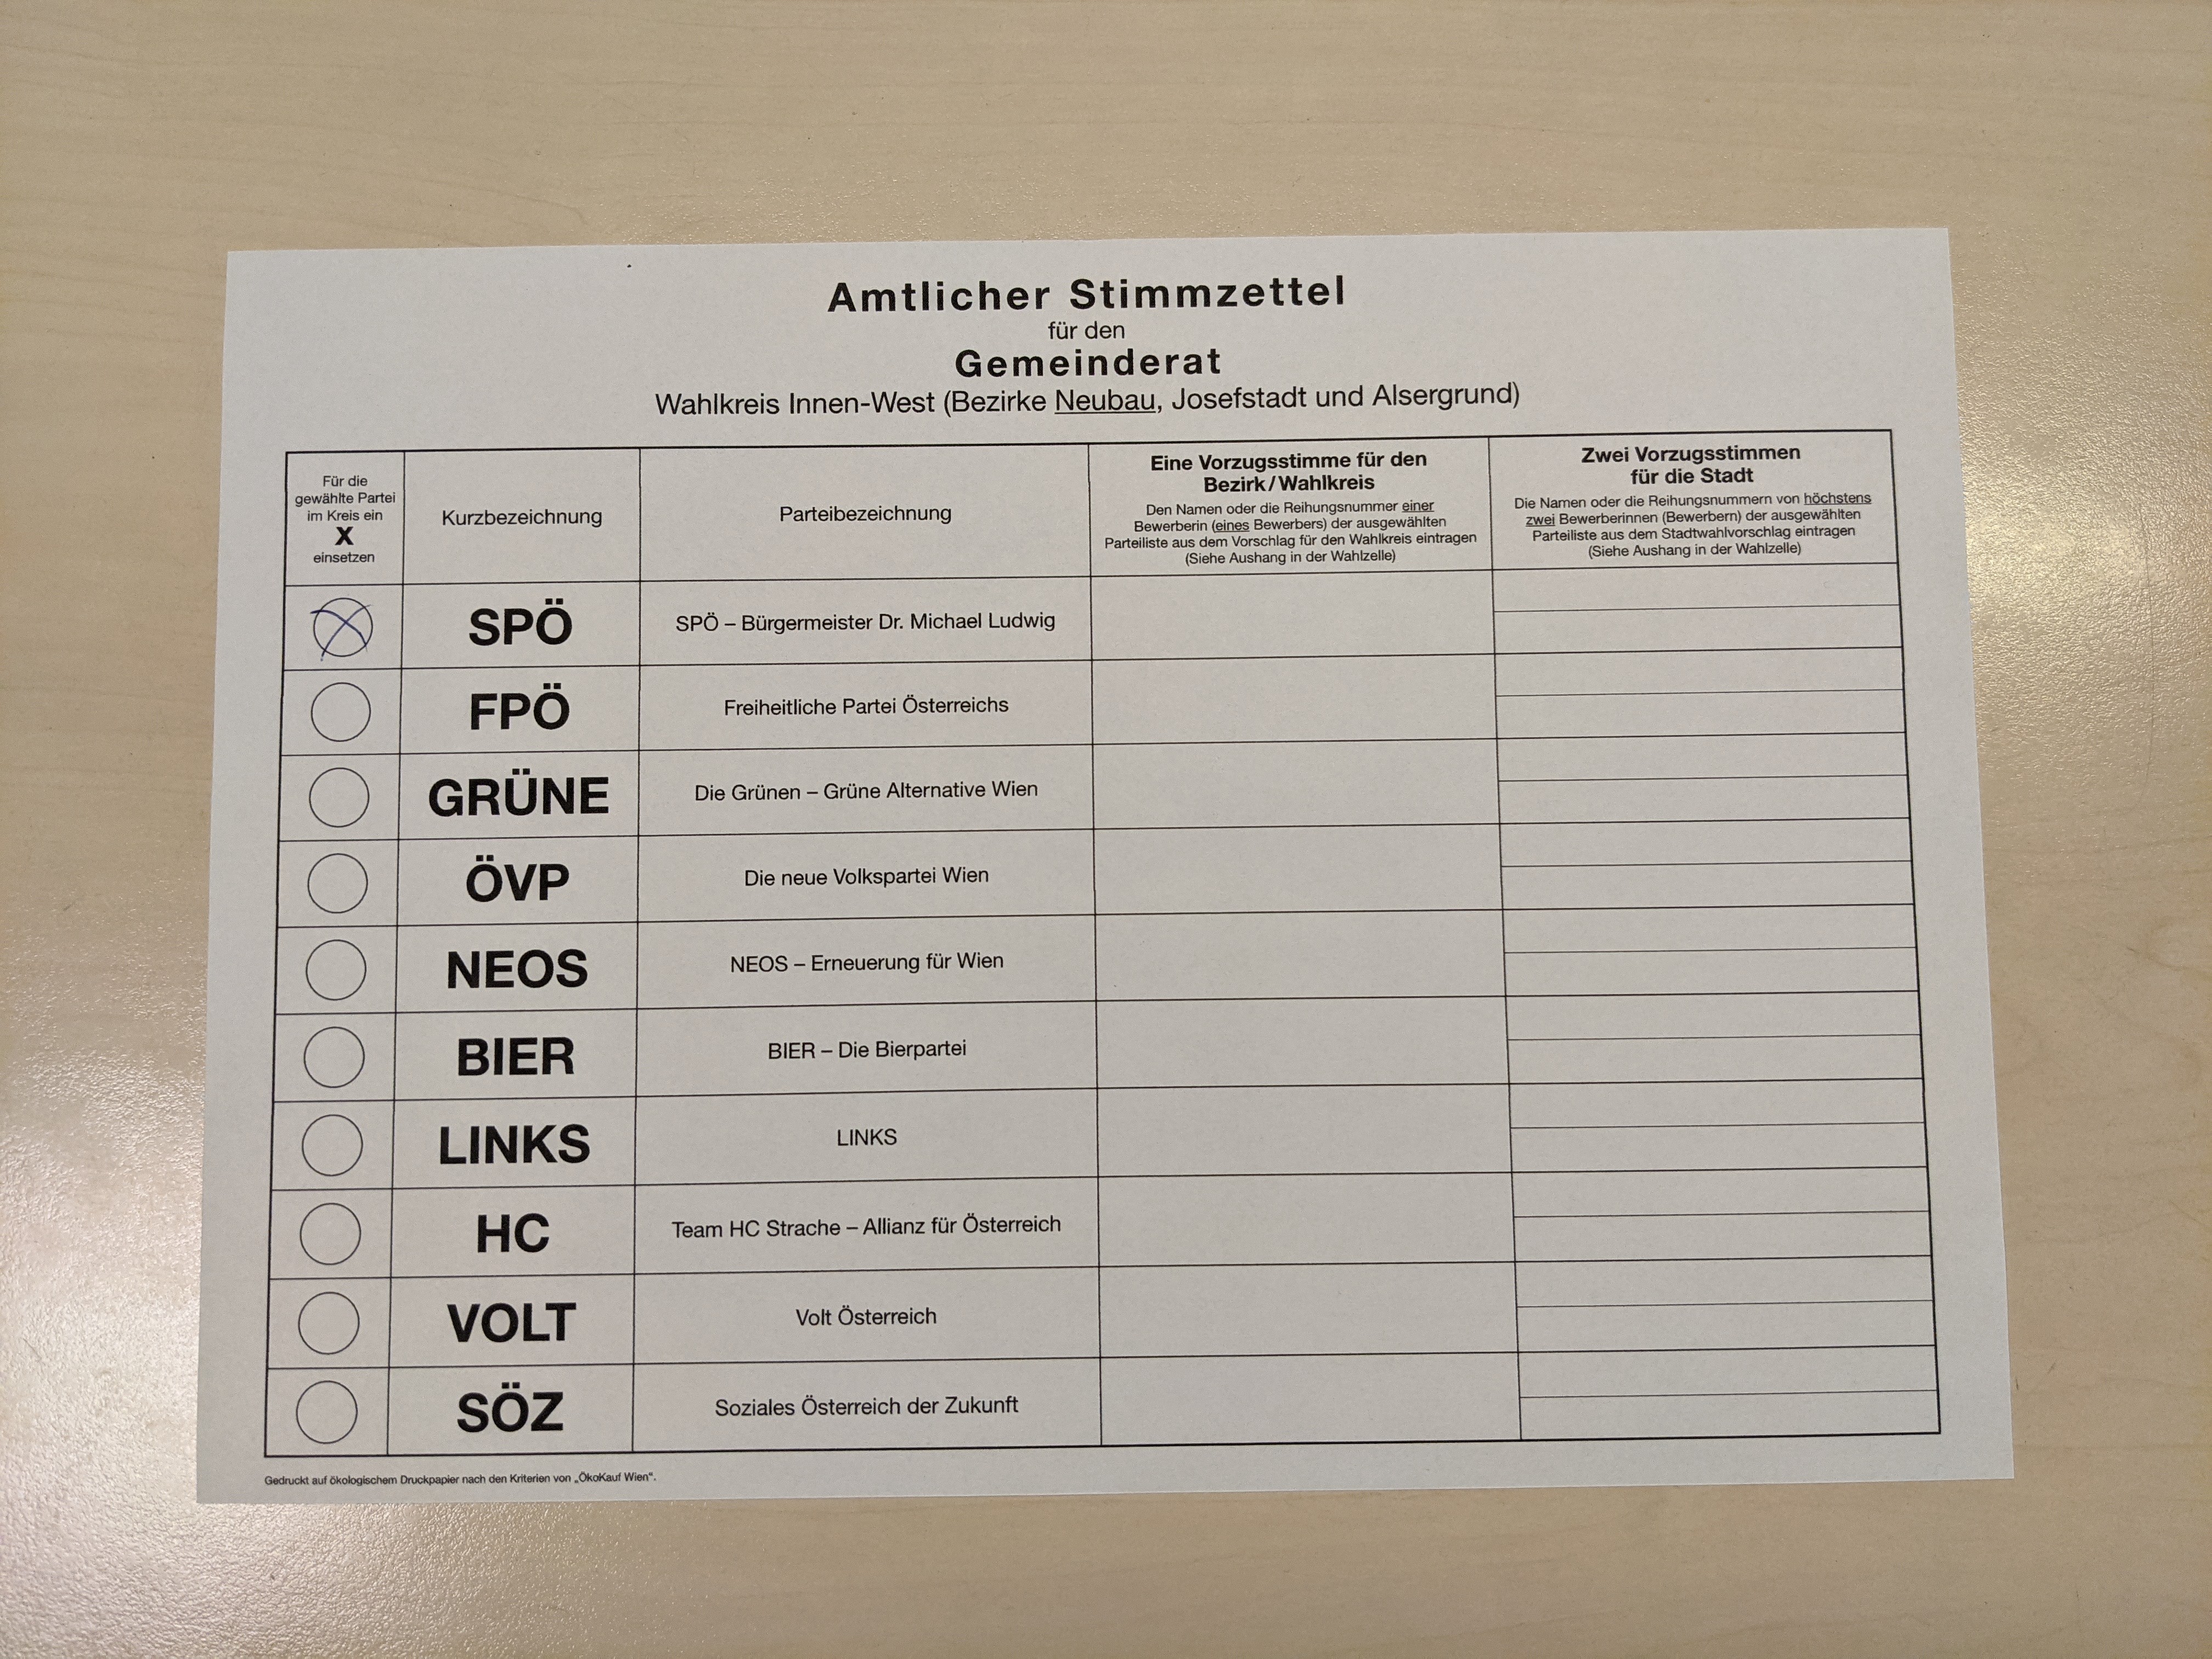 Amtlicher Stimmzettel
für den
Gemeinderat
Wahlkreis Innen-West (Bezirke Neubau, Josefstadt und Alsergrund)
Für die
gewählte Partei
im Kreis ein
X
einsetzen
Kurzbezeichnung
Parteibezeichnung
Eine Vorzugsstimme für den
Bezirk/Wahlkreis
Den Namen oder die Reihungsnummer einer
Bewerberin (eines Bewerbers) der ausgewählten
Parteiliste aus dem Vorschlag für den Wahlkreis eintragen
(Siehe Aushang in der Wahlzelle)
Zwei Vorzugsstimmen
für die Stadt
Die Namen oder die Reihungsnummern von höchstens
zwei Bewerberinnen (Bewerbern) der ausgewählten
Parteiliste aus dem Stadtwahlvorschlag eintragen
(Siehe Aushang in der Wahlzelle)
X SPÖ SPÖ – Bürgermeister Dr. Michael Ludwig
FPÖ Freiheitliche Partei Österreichs
GRÜNE Die Grünen – Grüne Alternative Wien
ÖVP Die neue Volkspartei Wien
NEOS NEOS – Erneuerung für Wien
BIER BIER – Die Bierpartei
LINKS LINKS
HC Team HC Strache – Allianz für Österreich
VOLT Volt Österreich
SÖZ Soziales Österreich der Zukunft
Gedruckt auf ökologischem Druckpapier nach den Kriterien von „ÖkoKauf Wien“.